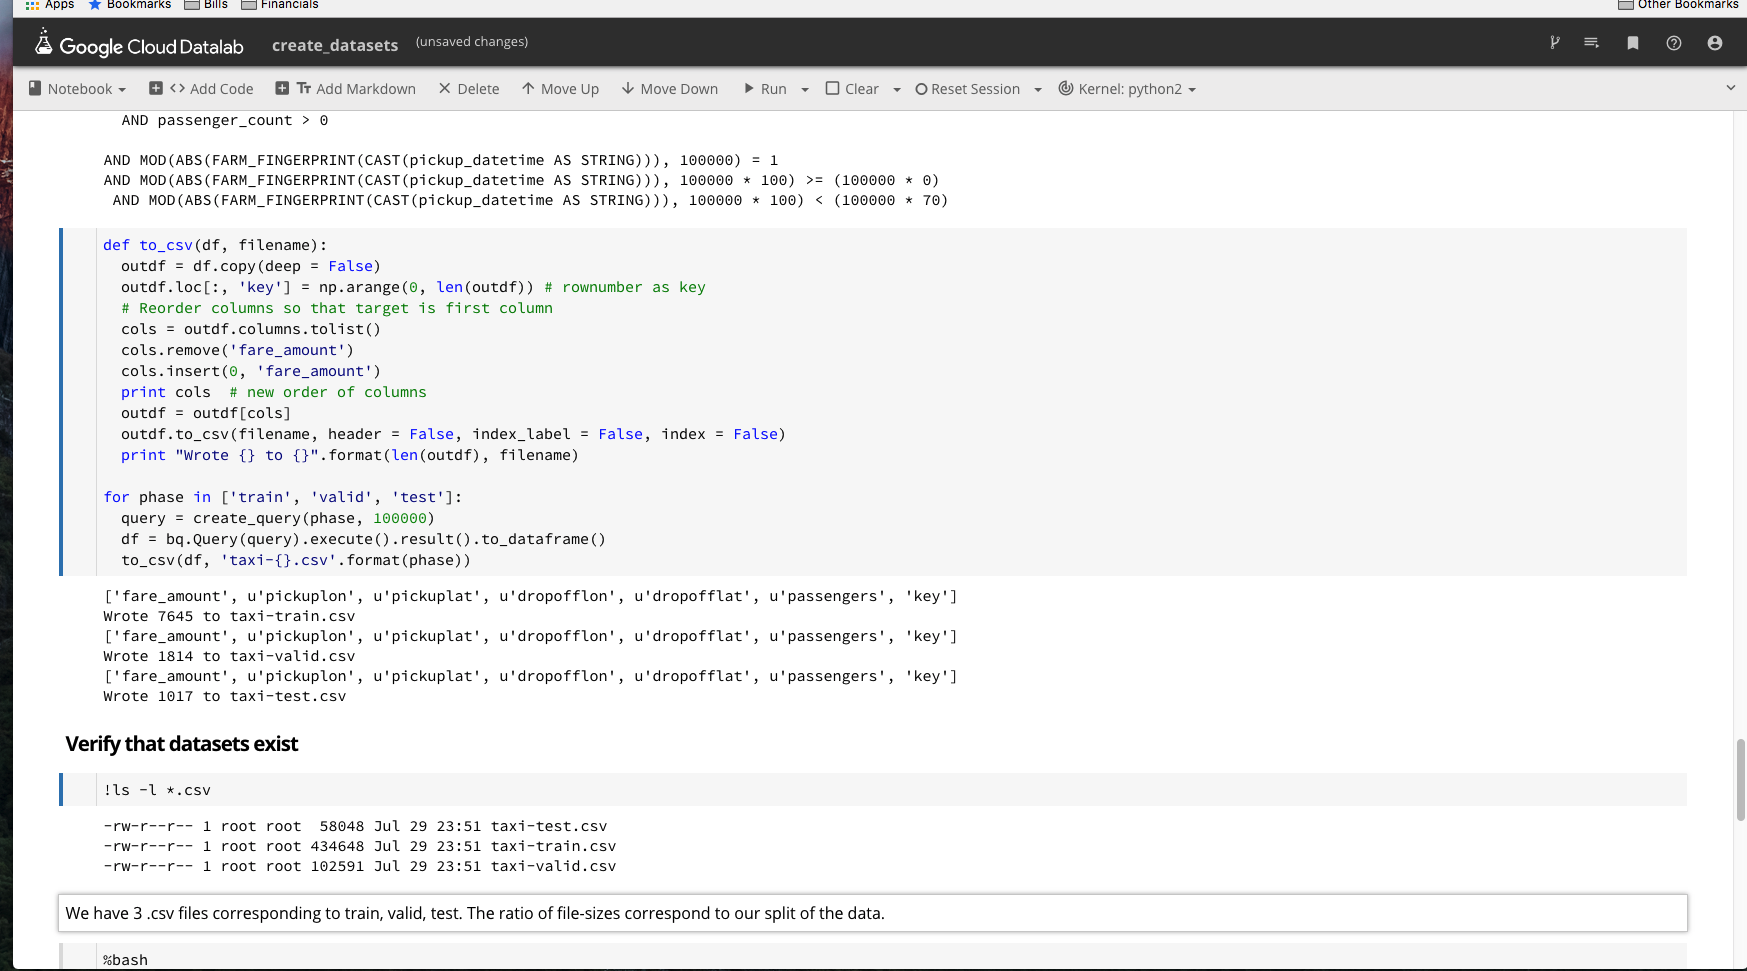 Apps Bookmarks Bills Financials Other Bookmarks
Google Cloud Datalab create_datasets (unsaved changes)
Notebook Add Code Add Markdown Delete Move Up Move Down Run Clear Reset Session Kernel: python2
AND passenger_count > 0
AND MOD(ABS(FARM_FINGERPRINT(CAST(pickup_datetime AS STRING))), 100000) = 1
AND MOD(ABS(FARM_FINGERPRINT(CAST(pickup_datetime AS STRING))), 100000 * 100) >= (100000 * 0)
AND MOD(ABS(FARM_FINGERPRINT(CAST(pickup_datetime AS STRING))), 100000 * 100) < (100000 * 70)
def to_csv(df, filename):
outdf = df.copy(deep = False)
outdf.loc[:, 'key'] = np.arange(0, len(outdf)) # rownumber as key
# Reorder columns so that target is first column
cols = outdf.columns.tolist()
cols.remove('fare_amount')
cols.insert(0, 'fare_amount')
print cols  # new order of columns
outdf = outdf[cols]
outdf.to_csv(filename, header = False, index_label = False, index = False)
print "Wrote {} to {}".format(len(outdf), filename)
for phase in ['train', 'valid', 'test']:
query = create_query(phase, 100000)
df = bq.Query(query).execute().result().to_dataframe()
to_csv(df, 'taxi-{}.csv'.format(phase))
['fare_amount', u'pickuplon', u'pickuplat', u'dropofflon', u'dropofflat', u'passengers', 'key']
Wrote 7645 to taxi-train.csv
['fare_amount', u'pickuplon', u'pickuplat', u'dropofflon', u'dropofflat', u'passengers', 'key']
Wrote 1814 to taxi-valid.csv
['fare_amount', u'pickuplon', u'pickuplat', u'dropofflon', u'dropofflat', u'passengers', 'key']
Wrote 1017 to taxi-test.csv
Verify that datasets exist
!ls -l *.csv
-rw-r--r-- 1 root root  58048 Jul 29 23:51 taxi-test.csv
-rw-r--r-- 1 root root 434648 Jul 29 23:51 taxi-train.csv
-rw-r--r-- 1 root root 102591 Jul 29 23:51 taxi-valid.csv
We have 3 .csv files corresponding to train, valid, test. The ratio of file-sizes correspond to our split of the data.
%bash